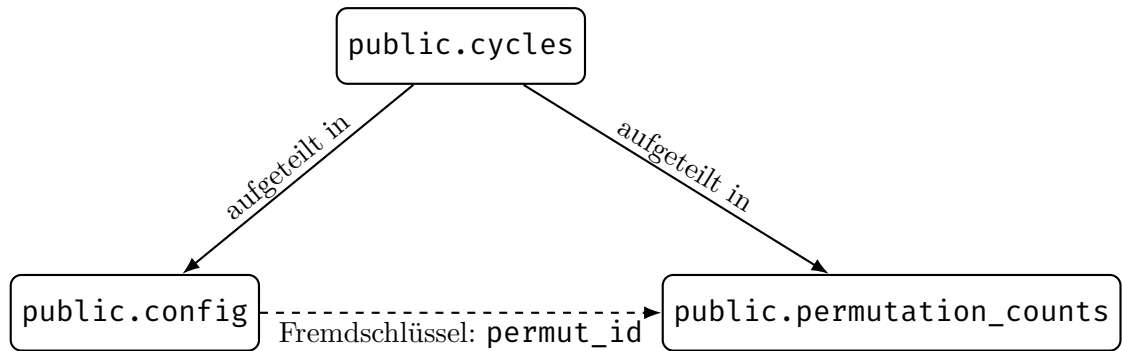 public.cycles
aufgeteilt in
aufgeteilt in
public.config
Fremdschlüssel: permut_id
public.permutation_counts